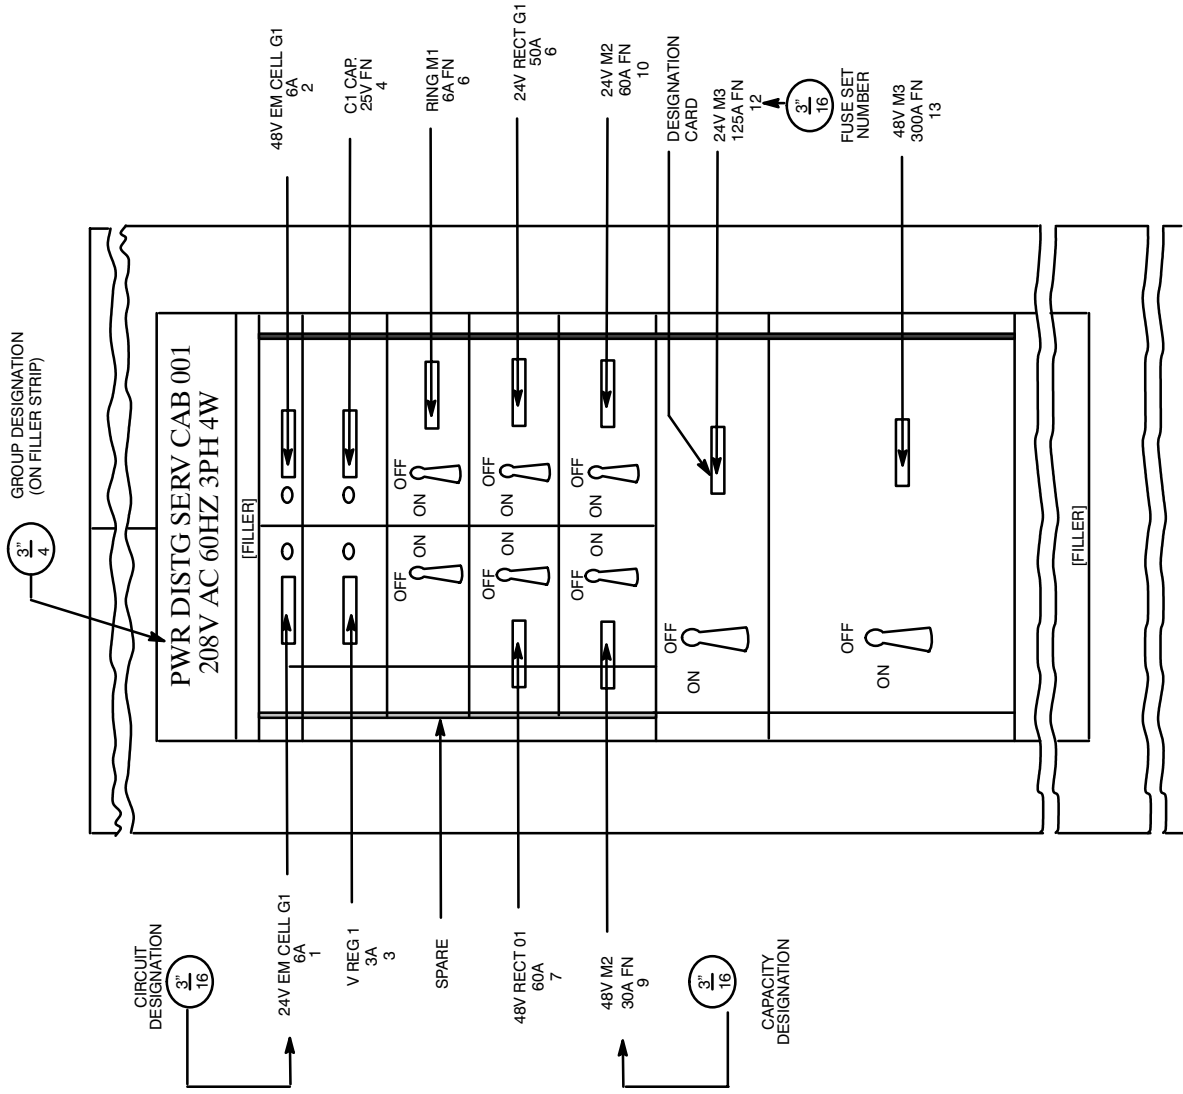 GROUP DESIGNATION
(ON FILLER STRIP)
3"
4
PWR DISTG SERV CAB 001
208V AC 60HZ 3PH 4W
[FILLER]
48V EM CELL G1
6A
2
C1 CAP.
25V FN
4
RING M1
6A FN
6
24V RECT G1
50A
6
24V M2
60A FN
10
DESIGNATION
CARD
24V M3
125A FN
12
3"
16
FUSE SET
NUMBER
48V M3
300A FN
13
OFF
ON
ON
OFF
OFF
ON
ON
OFF
OFF
ON
ON
OFF
OFF
ON
OFF
ON
[FILLER]
CIRCUIT
DESIGNATION
3"
16
24V EM CELL G1
6A
1
V REG 1
3A
3
SPARE
48V RECT 01
60A
7
48V M2
30A FN
9
3"
16
CAPACITY
DESIGNATION